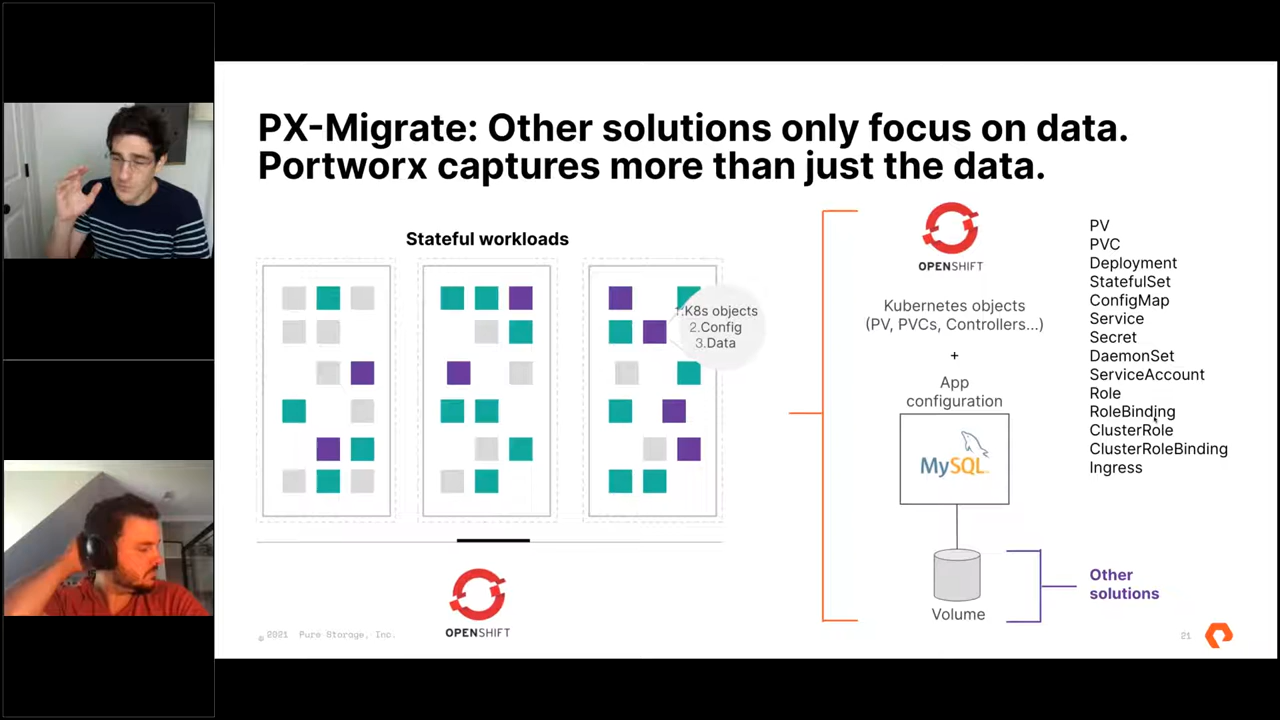 PX-Migrate: Other solutions only focus on data.
Portworx captures more than just the data.
Stateful workloads
1.K8s objects
2.Config
3.Data
OPENSHIFT
OPENSHIFT
Kubernetes objects
(PV, PVCs, Controllers...)
+
App
configuration
MySQL
Volume
PV
PVC
Deployment
StatefulSet
ConfigMap
Service
Secret
DaemonSet
ServiceAccount
Role
RoleBinding
ClusterRole
ClusterRoleBinding
Ingress
Other
solutions
© 2021 Pure Storage, Inc.
21